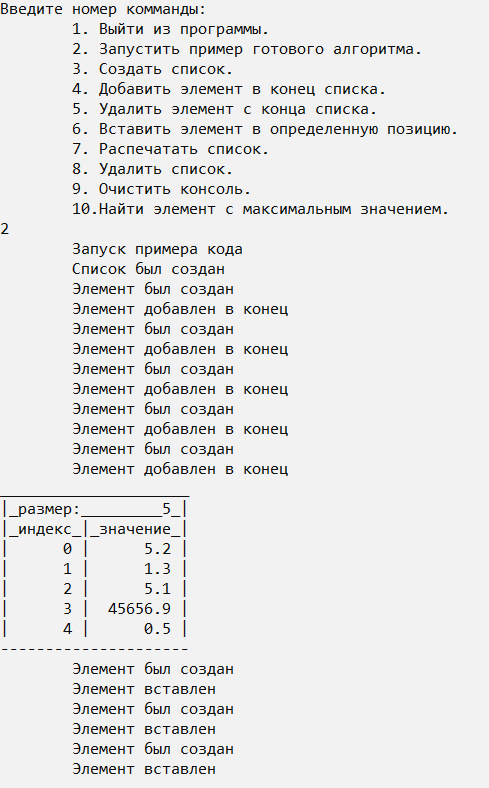 Введите номер комманды:
1. Выйти из программы.
2. Запустить пример готового алгоритма.
3. Создать список.
4. Добавить элемент в конец списка.
5. Удалить элемент с конца списка.
6. Вставить элемент в определенную позицию.
7. Распечатать список.
8. Удалить список.
9. Очистить консоль.
10.Найти элемент с максимальным значением.
2
Запуск примера кода
Список был создан
Элемент был создан
Элемент добавлен в конец
Элемент был создан
Элемент добавлен в конец
Элемент был создан
Элемент добавлен в конец
Элемент был создан
Элемент добавлен в конец
Элемент был создан
Элемент добавлен в конец
_____________________
|_размер:_________5_|
|_индекс_|_значение_|
|      0 |      5.2 |
|      1 |      1.3 |
|      2 |      5.1 |
|      3 |  45656.9 |
|      4 |      0.5 |
---------------------
Элемент был создан
Элемент вставлен
Элемент был создан
Элемент вставлен
Элемент был создан
Элемент вставлен